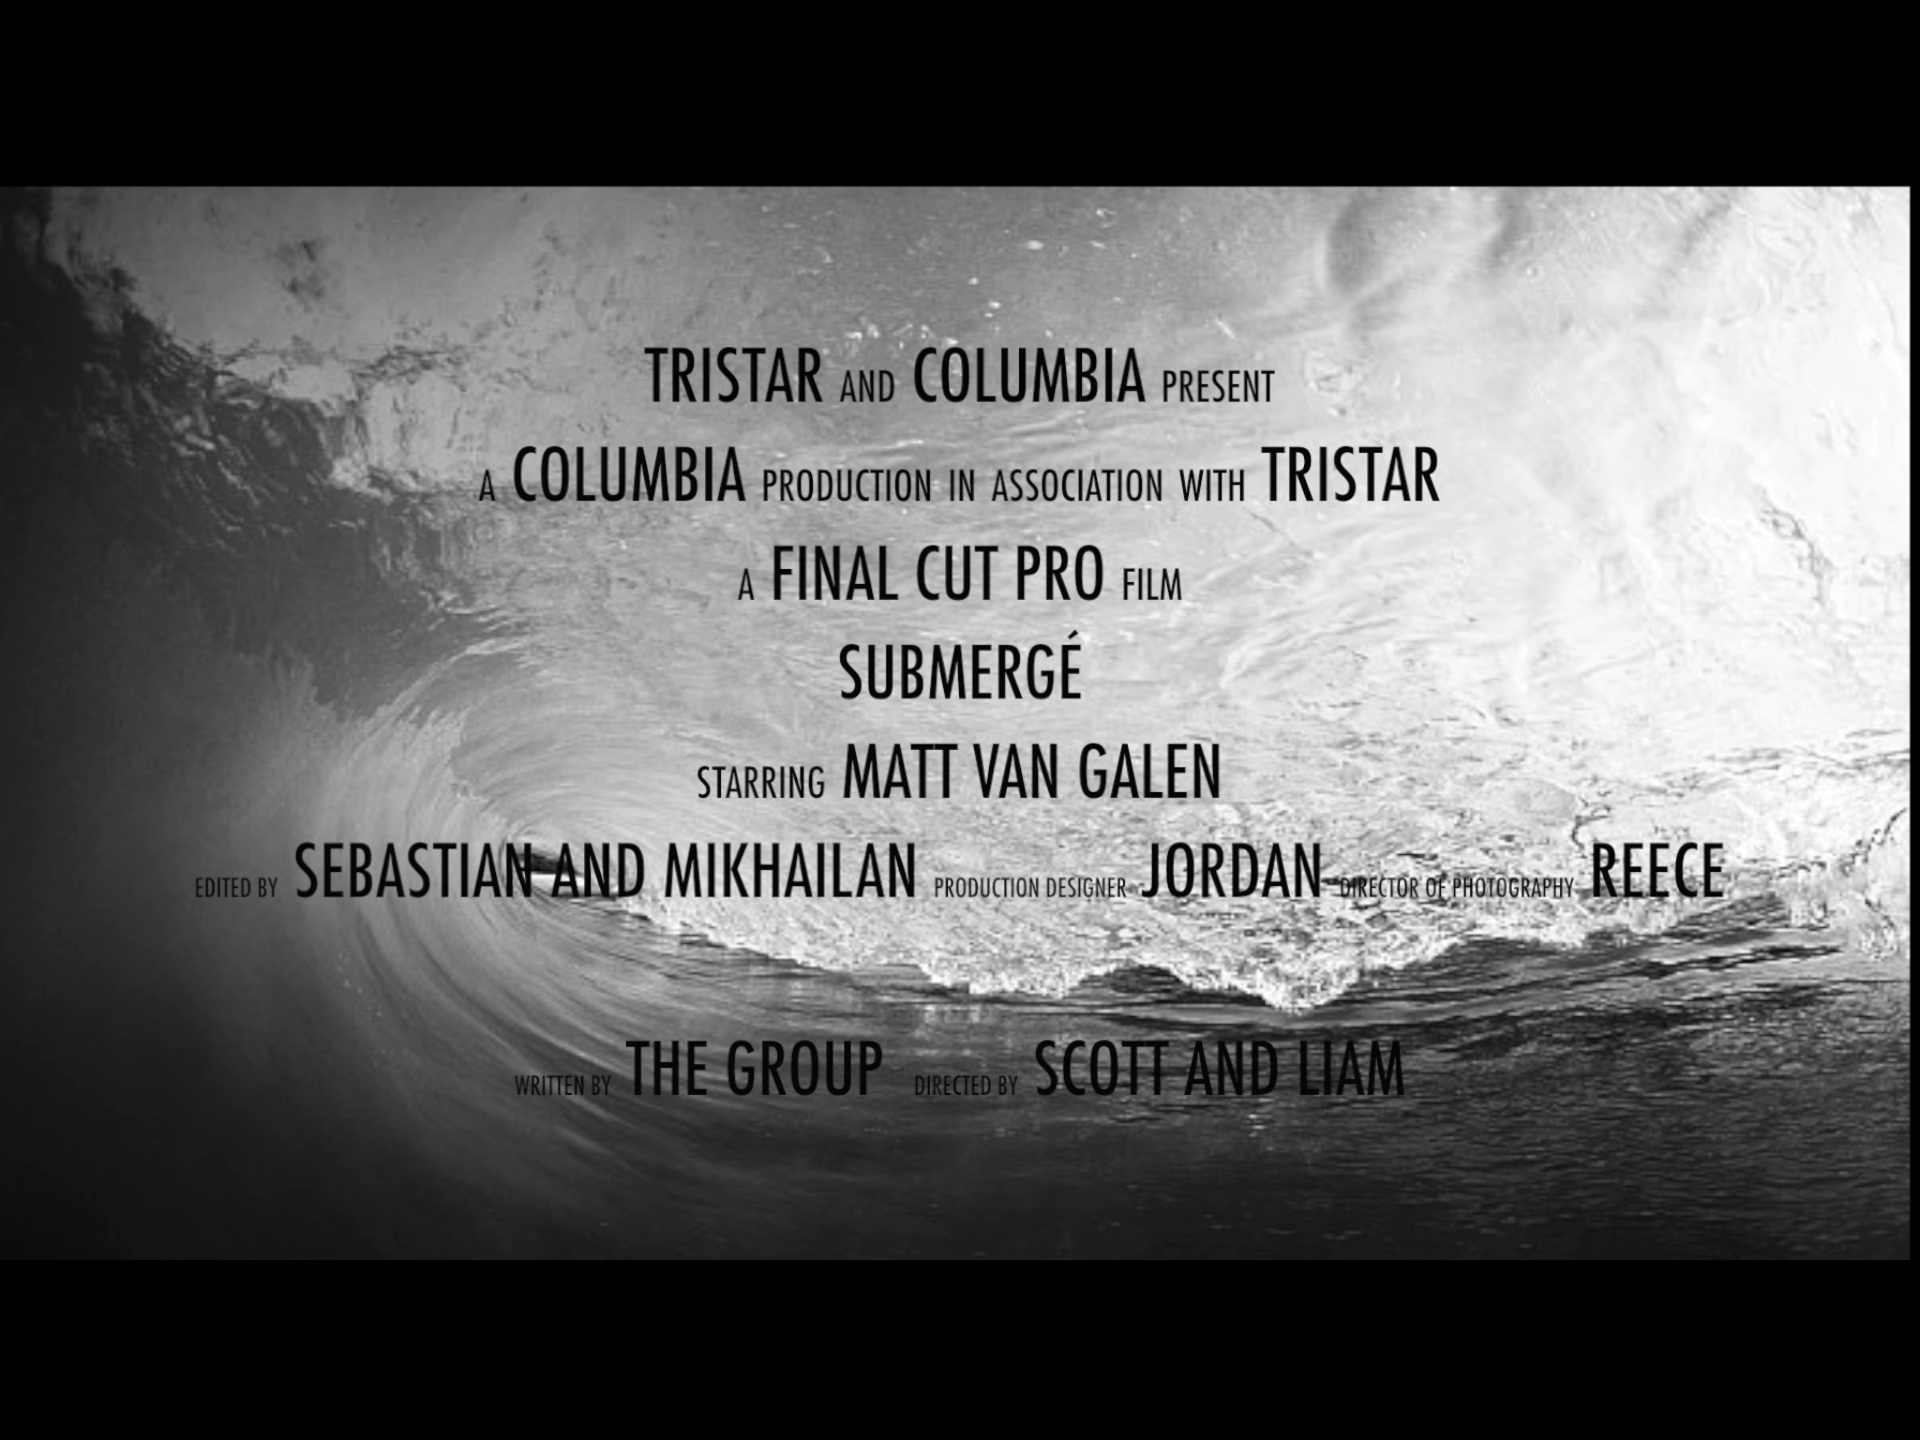 TRISTAR AND COLUMBIA PRESENT
A COLUMBIA PRODUCTION IN ASSOCIATION WITH TRISTAR
A FINAL CUT PRO FILM
SUBMERGÉ
STARRING MATT VAN GALEN
EDITED BY SEBASTIAN AND MIKHAILAN PRODUCTION DESIGNER JORDAN DIRECTOR OF PHOTOGRAPHY REECE
WRITTEN BY THE GROUP DIRECTED BY SCOTT AND LIAM